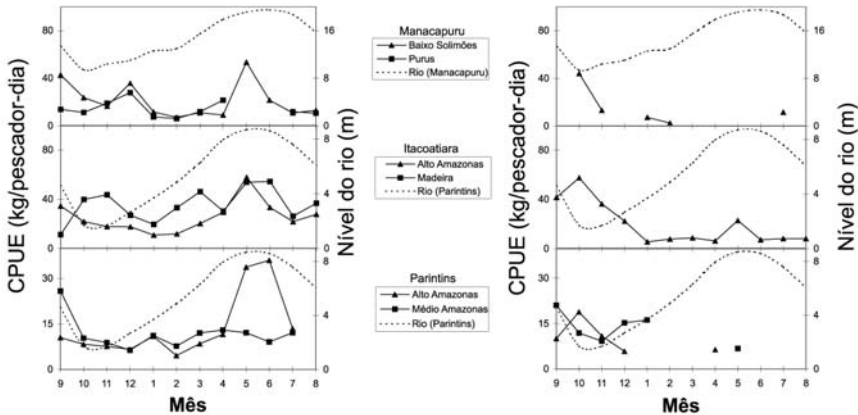 CPUE (kg/pescador-dia)
80
40
0
80
40
0
30
15
0
9 10 11 12 1 2 3 4 5 6 7 8
Mês
16
8
0
8
4
0
8
4
0
Nível do rio (m)
Manacapuru
Baixo Solimões
Purus
Rio (Manacapuru)
Itacoatiara
Alto Amazonas
Madeira
Rio (Parintins)
Parintins
Alto Amazonas
Médio Amazonas
Rio (Parintins)
CPUE (kg/pescador-dia)
80
40
0
80
40
0
30
15
0
9 10 11 12 1 2 3 4 5 6 7 8
Mês
16
8
0
8
4
0
8
4
0
Nível do rio (m)